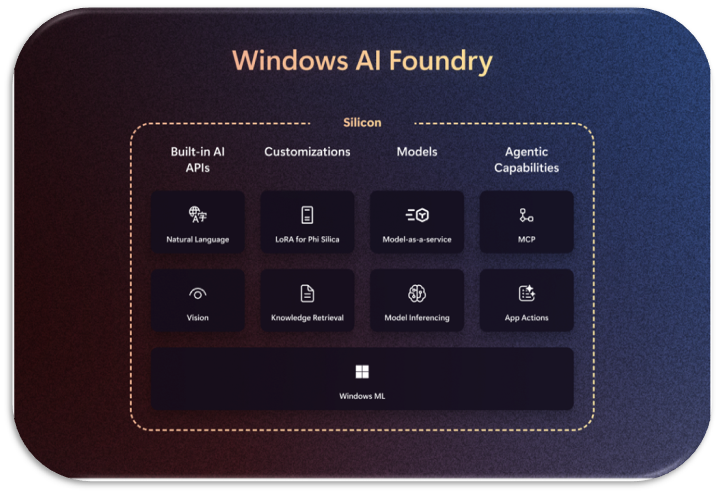 Windows AI Foundry
Silicon
Built-in AI
APIs
Customizations
Models
Agentic
Capabilities
Natural Language
LoRA for Phi Silica
Model-as-a-service
MCP
Vision
Knowledge Retrieval
Model Inferencing
App Actions
Windows ML